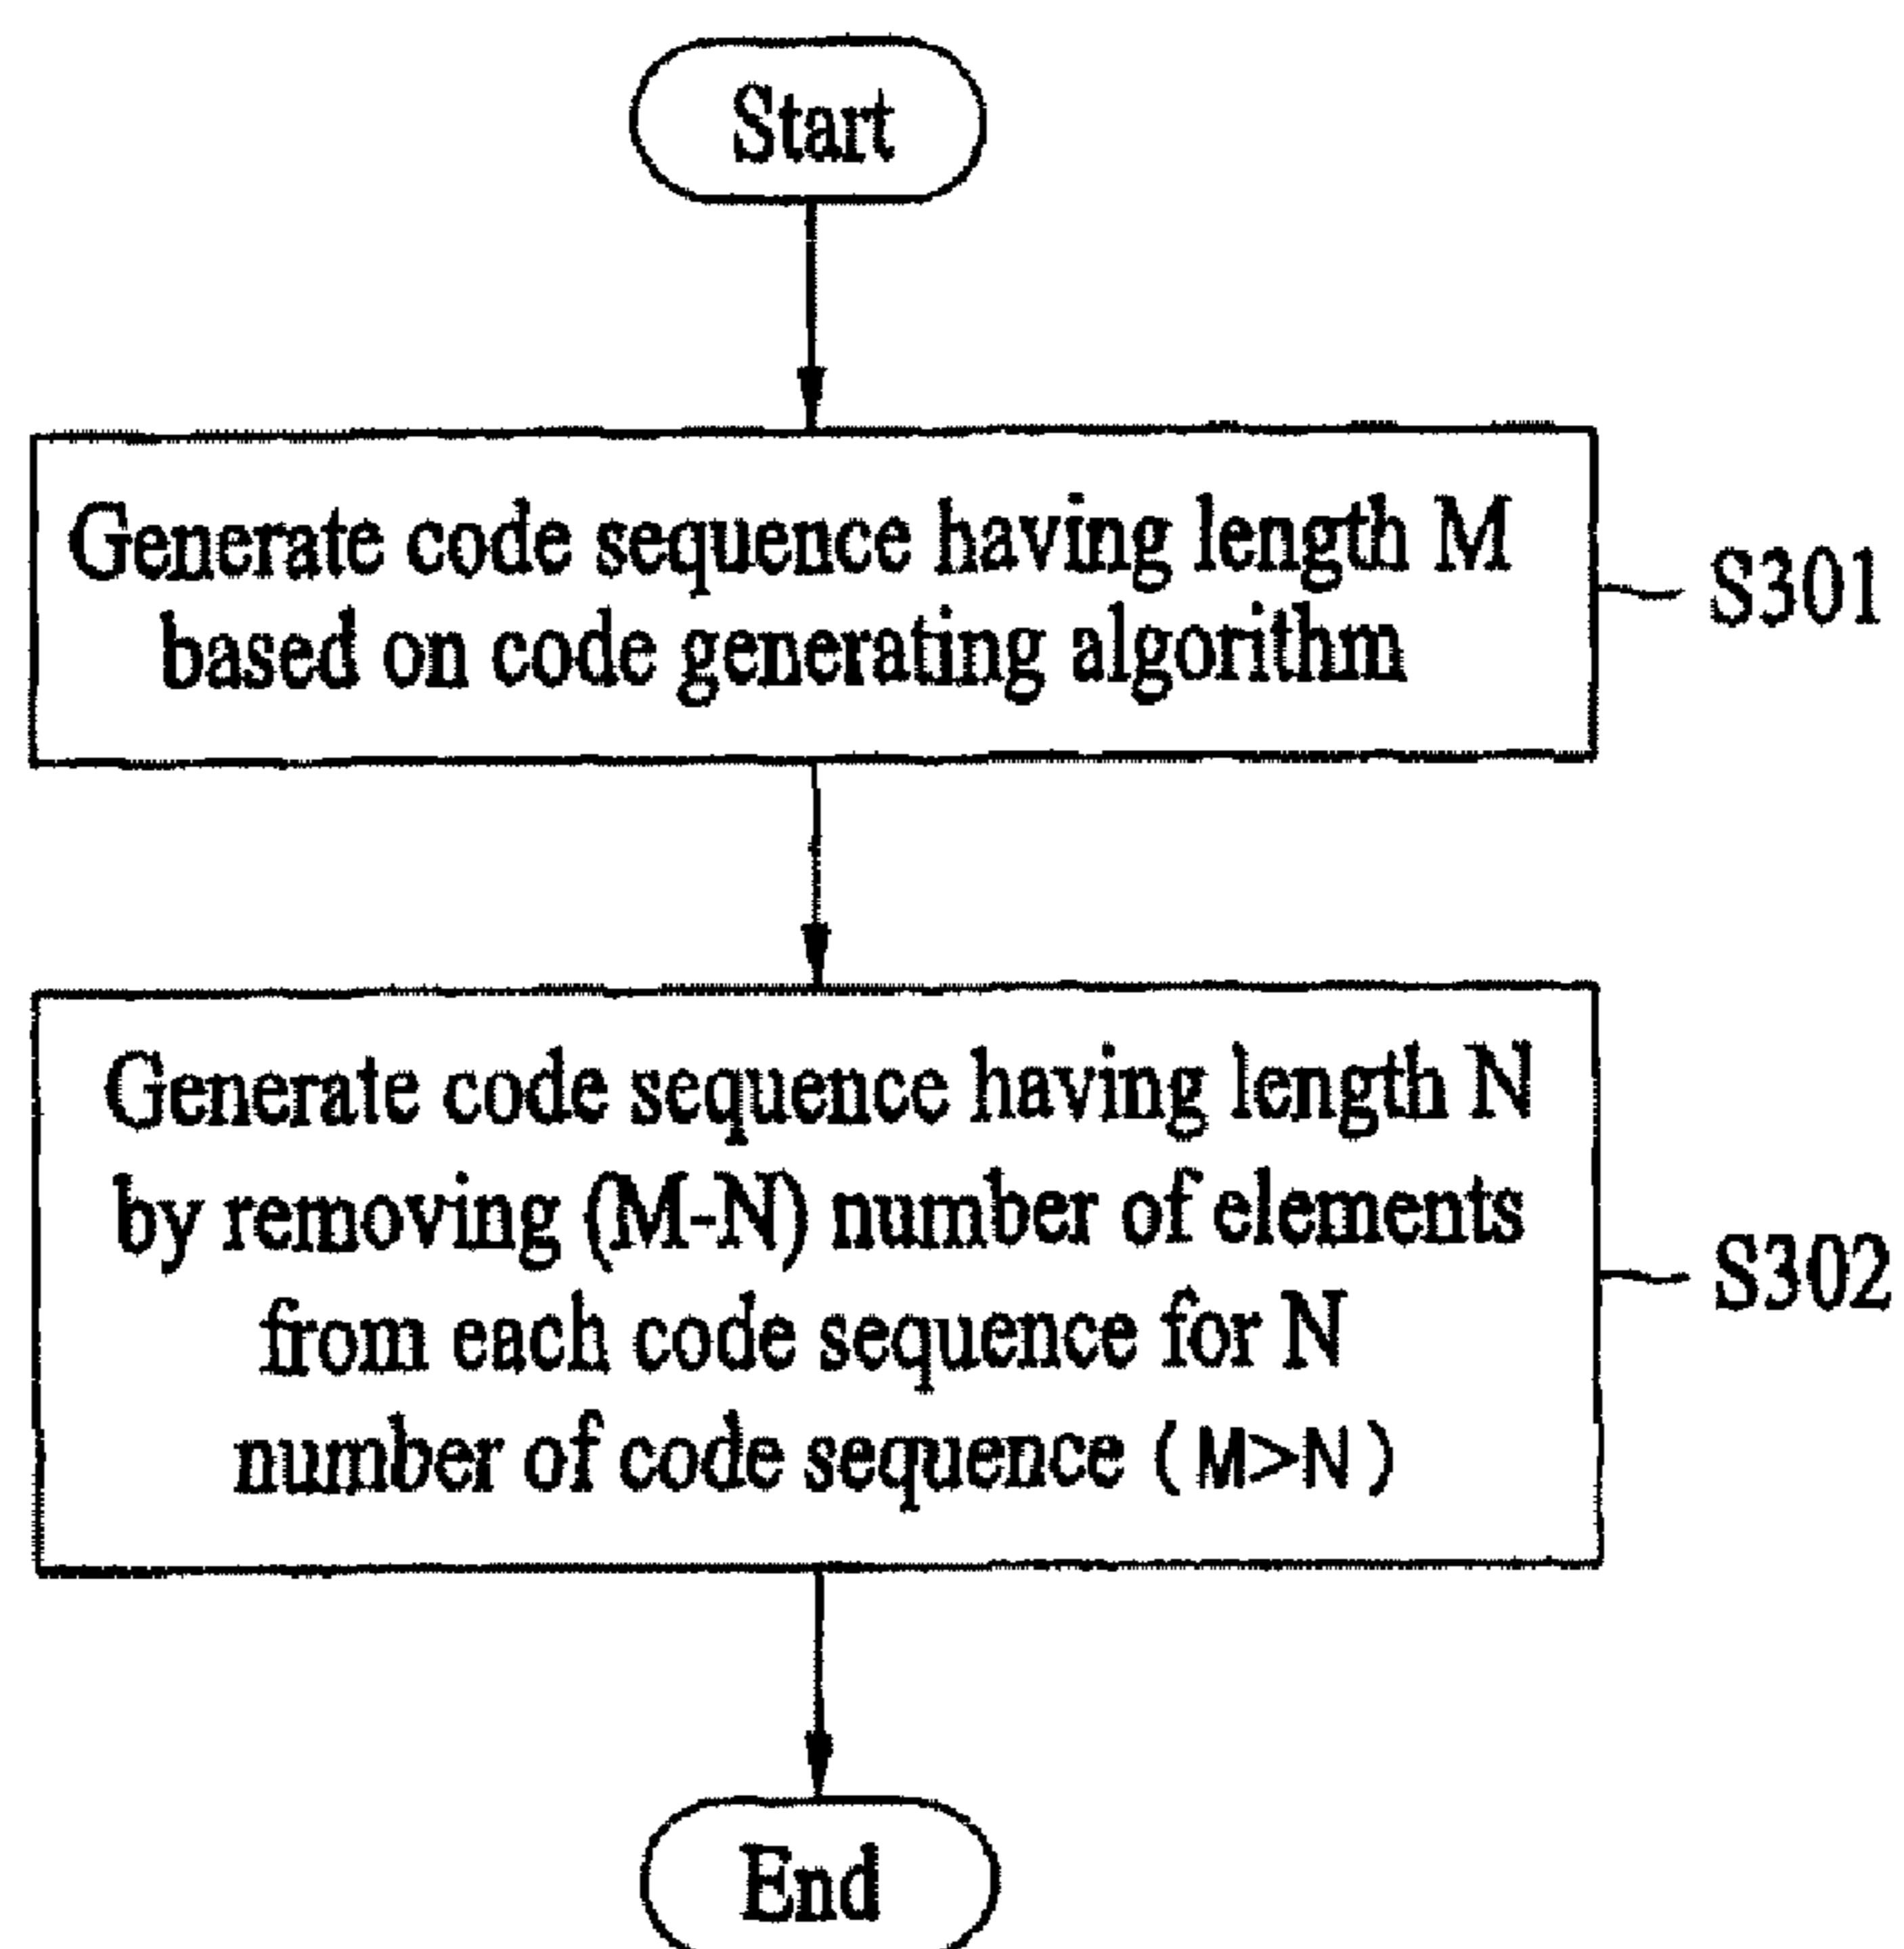 Start
Generate code sequence having length M
based on code generating algorithm
S301
Generate code sequence having length N
by removing (M-N) number of elements
from each code sequence for N
number of code sequence (M>N)
S302
End